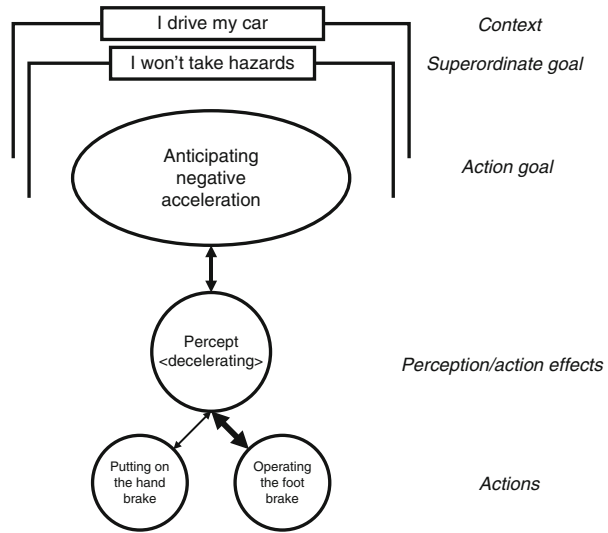 I drive my car
Context
I won't take hazards
Superordinate goal
Anticipating
negative
acceleration
Action goal
Percept
<decelerating>
Perception/action effects
Putting on
the hand
brake
Operating
the foot
brake
Actions